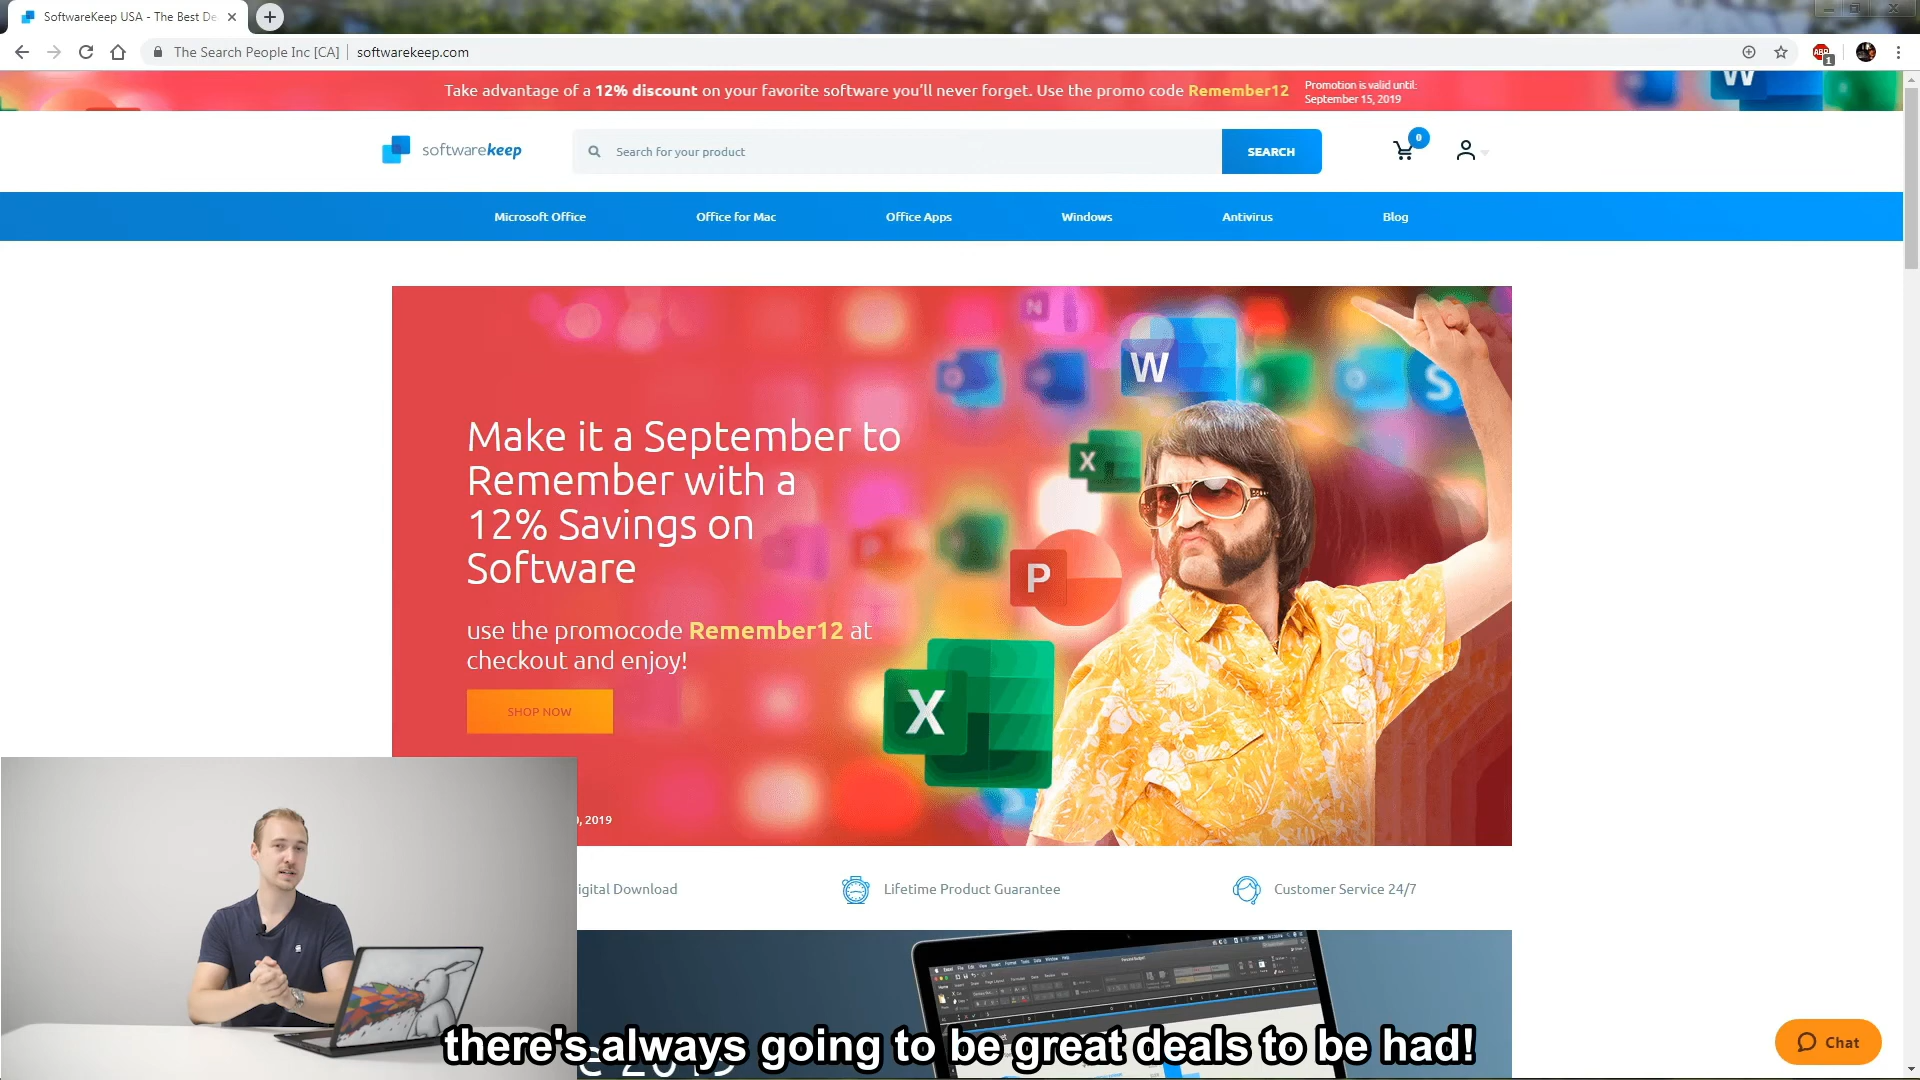 SoftwareKeep USA - The Best De
The Search People Inc [CA] softwarekeep.com
ABP
1
Take advantage of a 12% discount on your favorite software you'll never forget. Use the promo code Remember12
Promotion is valid until:
September 15, 2019
W
softwarekeep
Search for your product
SEARCH
0
Microsoft Office
Office for Mac
Office Apps
Windows
Antivirus
Blog
Make it a September to
Remember with a
12% Savings on
Software
use the promocode Remember12 at
checkout and enjoy!
SHOP NOW
N
W
S
X
P
X
, 2019
igital Download
Lifetime Product Guarantee
Customer Service 24/7
Chat
there's always going to be great deals to be had!